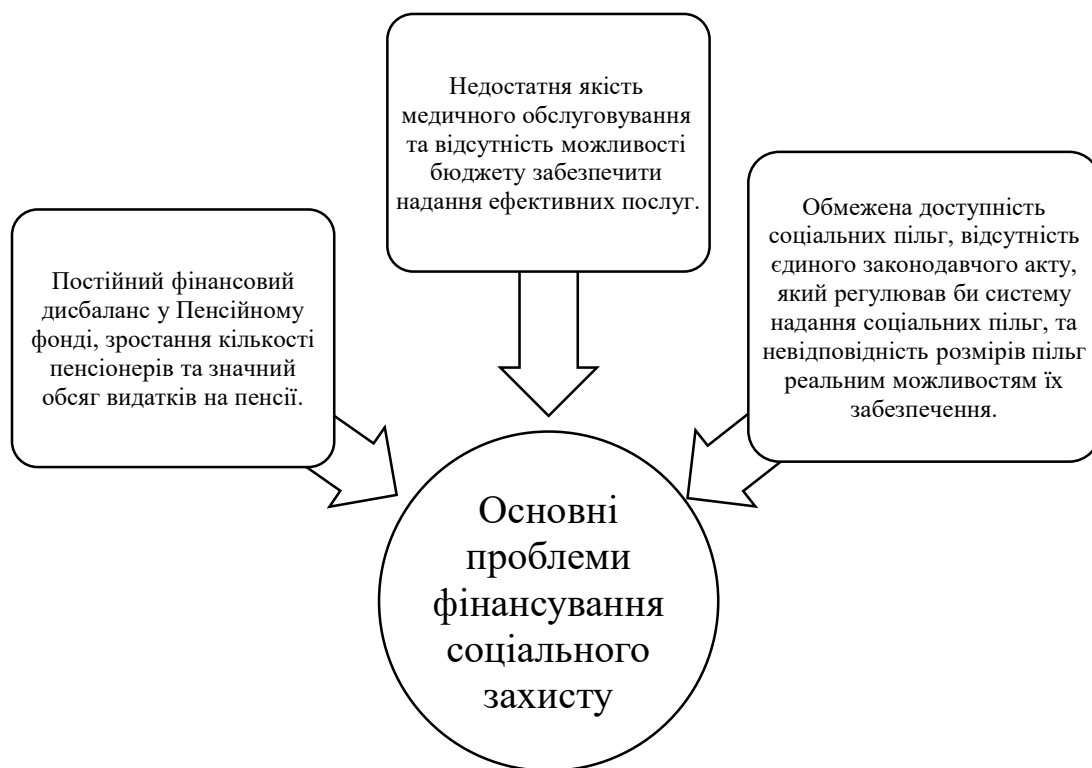 Недостатня якість
медичного обслуговування
та відсутність можливості
бюджету забезпечити
надання ефективних послуг.
Обмежена доступність
соціальних пільг, відсутність
єдиного законодавчого акту,
який регулював би систему
надання соціальних пільг, та
невідповідність розмірів пільг
реальним можливостям їх
забезпечення.
Постійний фінансовий
дисбаланс у Пенсійному
фонді, зростання кількості
пенсіонерів та значний
обсяг видатків на пенсії.
Основні
проблеми
фінансування
соціального
захисту